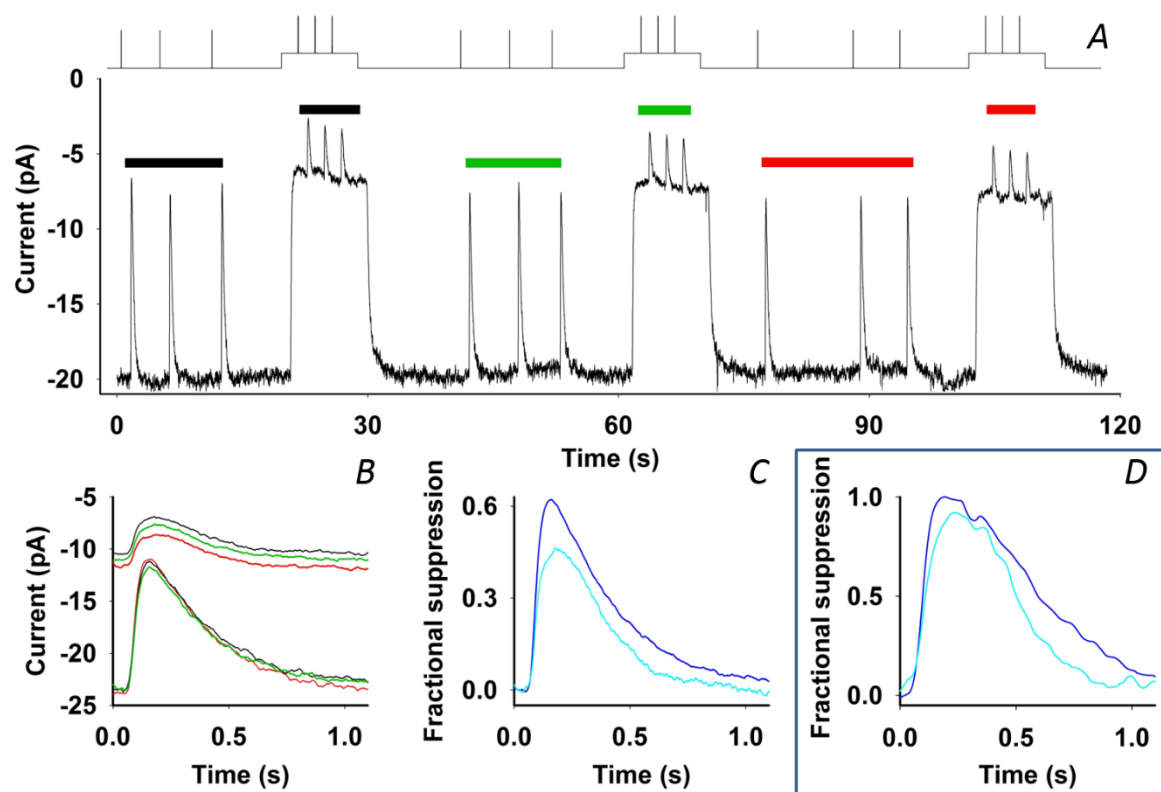 A
0
-5
-10
-15
-20
Current (pA)
0 30 60 90 120
Time (s)
B
-5
-10
-15
-20
-25
Current (pA)
0.0 0.5 1.0
Time (s)
C
0.6
0.3
0.0
Fractional suppression
0.0 0.5 1.0
Time (s)
D
1.0
0.5
0.0
Fractional suppression
0.0 0.5 1.0
Time (s)